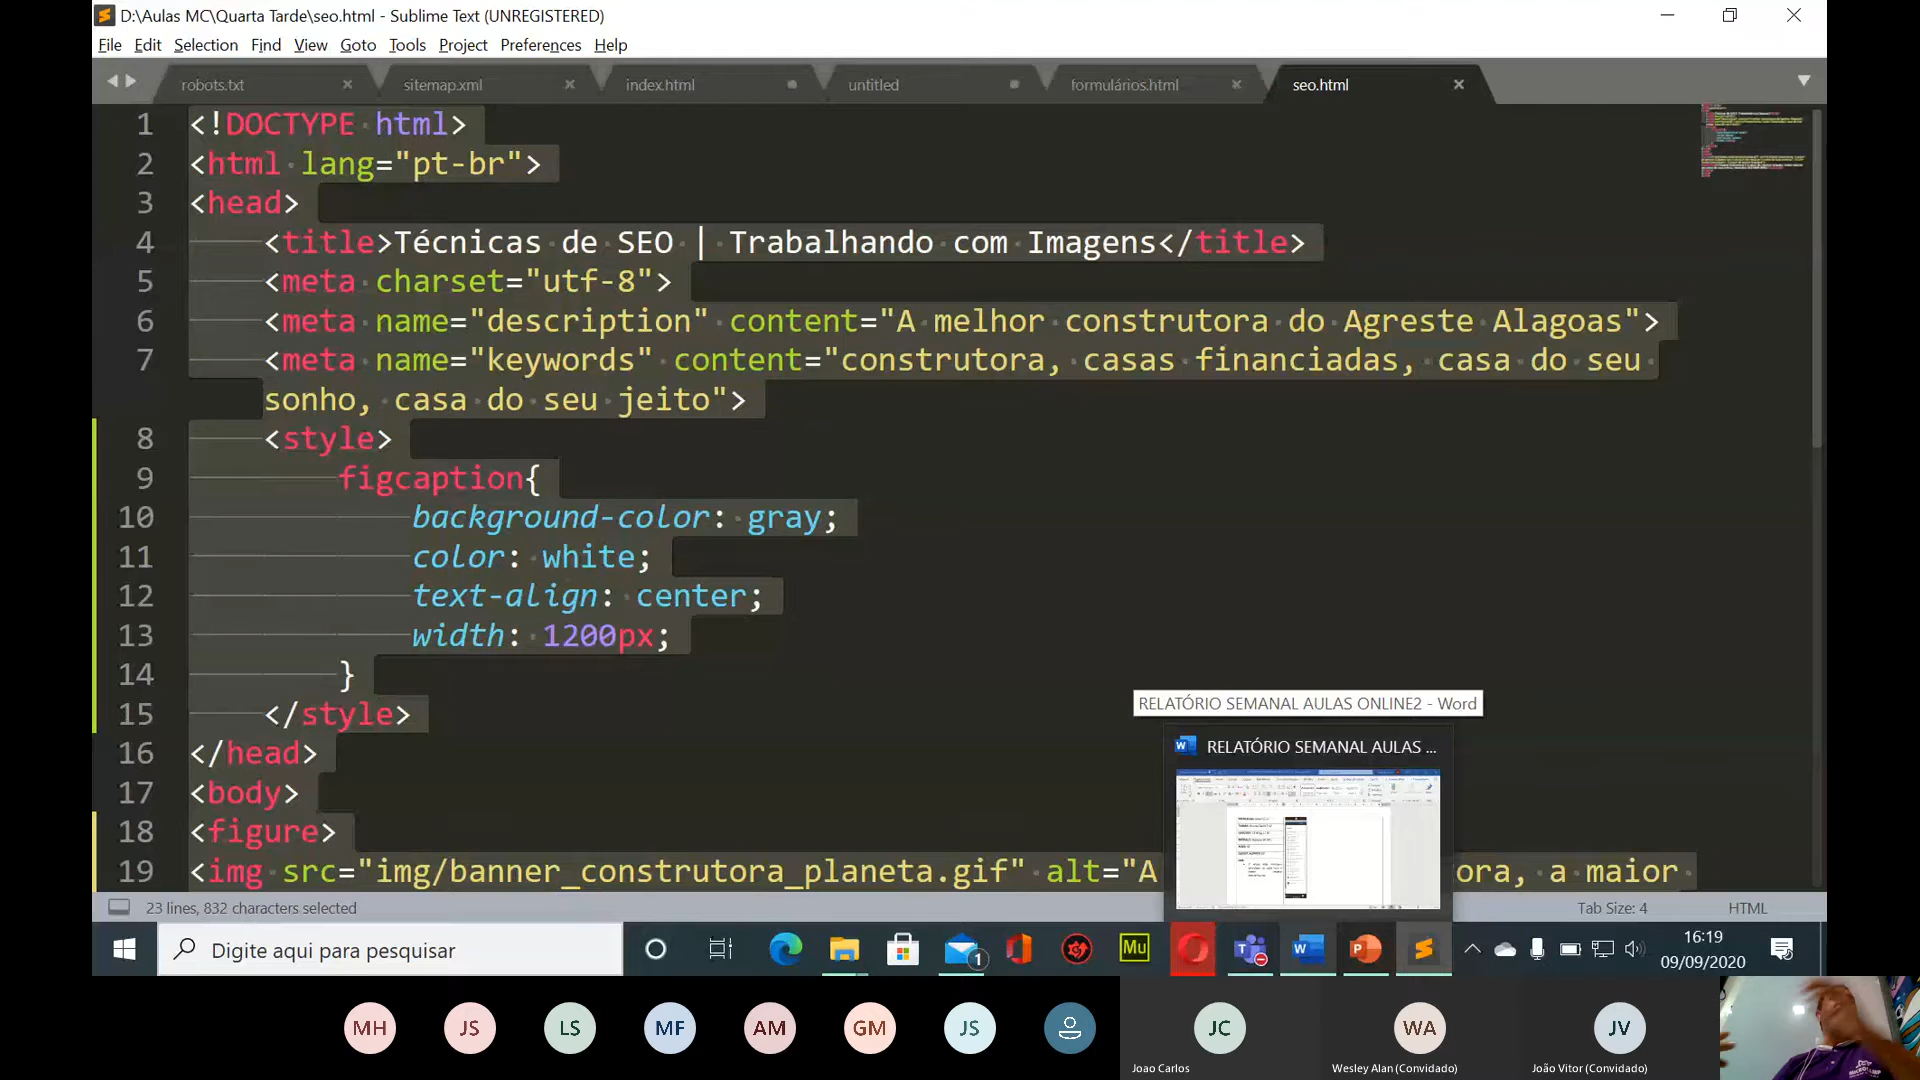 D:\Aulas MC\Quarta Tarde\seo.html - Sublime Text (UNREGISTERED)
File Edit Selection Find View Goto Tools Project Preferences Help
robots.txt sitemap.xml index.html untitled formulários.html seo.html
1 <!DOCTYPE html>
2 <html lang="pt-br">
3 <head>
4 <title>Técnicas de SEO | Trabalhando com Imagens</title>
5 <meta charset="utf-8">
6 <meta name="description" content="A melhor construtora do Agreste Alagoas">
7 <meta name="keywords" content="construtora, casas financiadas, casa do seu
sonho, casa do seu jeito">
8 <style>
9 figcaption{
10 background-color: gray;
11 color: white;
12 text-align: center;
13 width: 1200px;
14 }
15 </style>
16 </head>
17 <body>
18 <figure>
19 <img src="img/banner_construtora_planeta.gif" alt="A ora, a maior
RELATÓRIO SEMANAL AULAS ONLINE2 - Word
RELATÓRIO SEMANAL AULAS ...
23 lines, 832 characters selected Tab Size: 4 HTML
Digite aqui para pesquisar
1
Mu
16:19
09/09/2020
MH JS LS MF AM GM JS JC WA JV
Joao Carlos Wesley Alan (Convidado) João Vitor (Convidado)